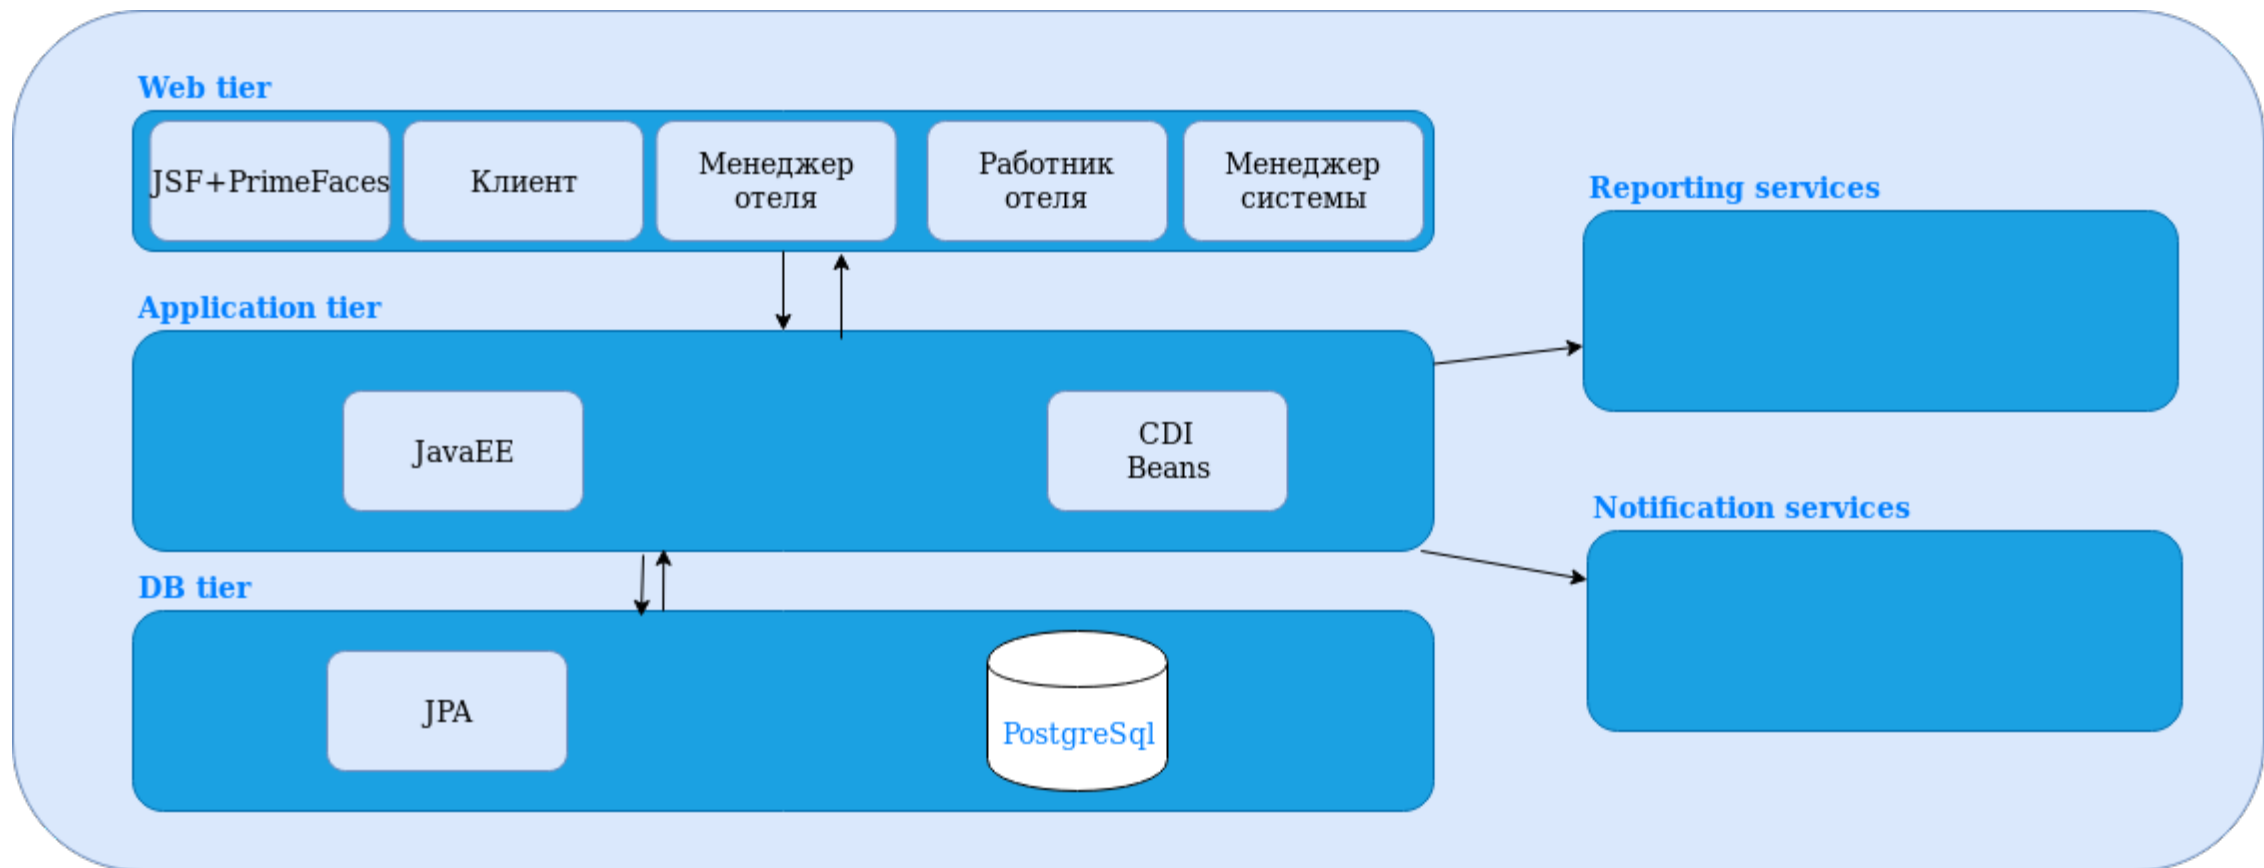 Web tier
JSF+PrimeFaces
Клиент
Менеджер
отеля
Работник
отеля
Менеджер
системы
Reporting services
Application tier
JavaEE
CDI
Beans
Notification services
DB tier
JPA
PostgreSql